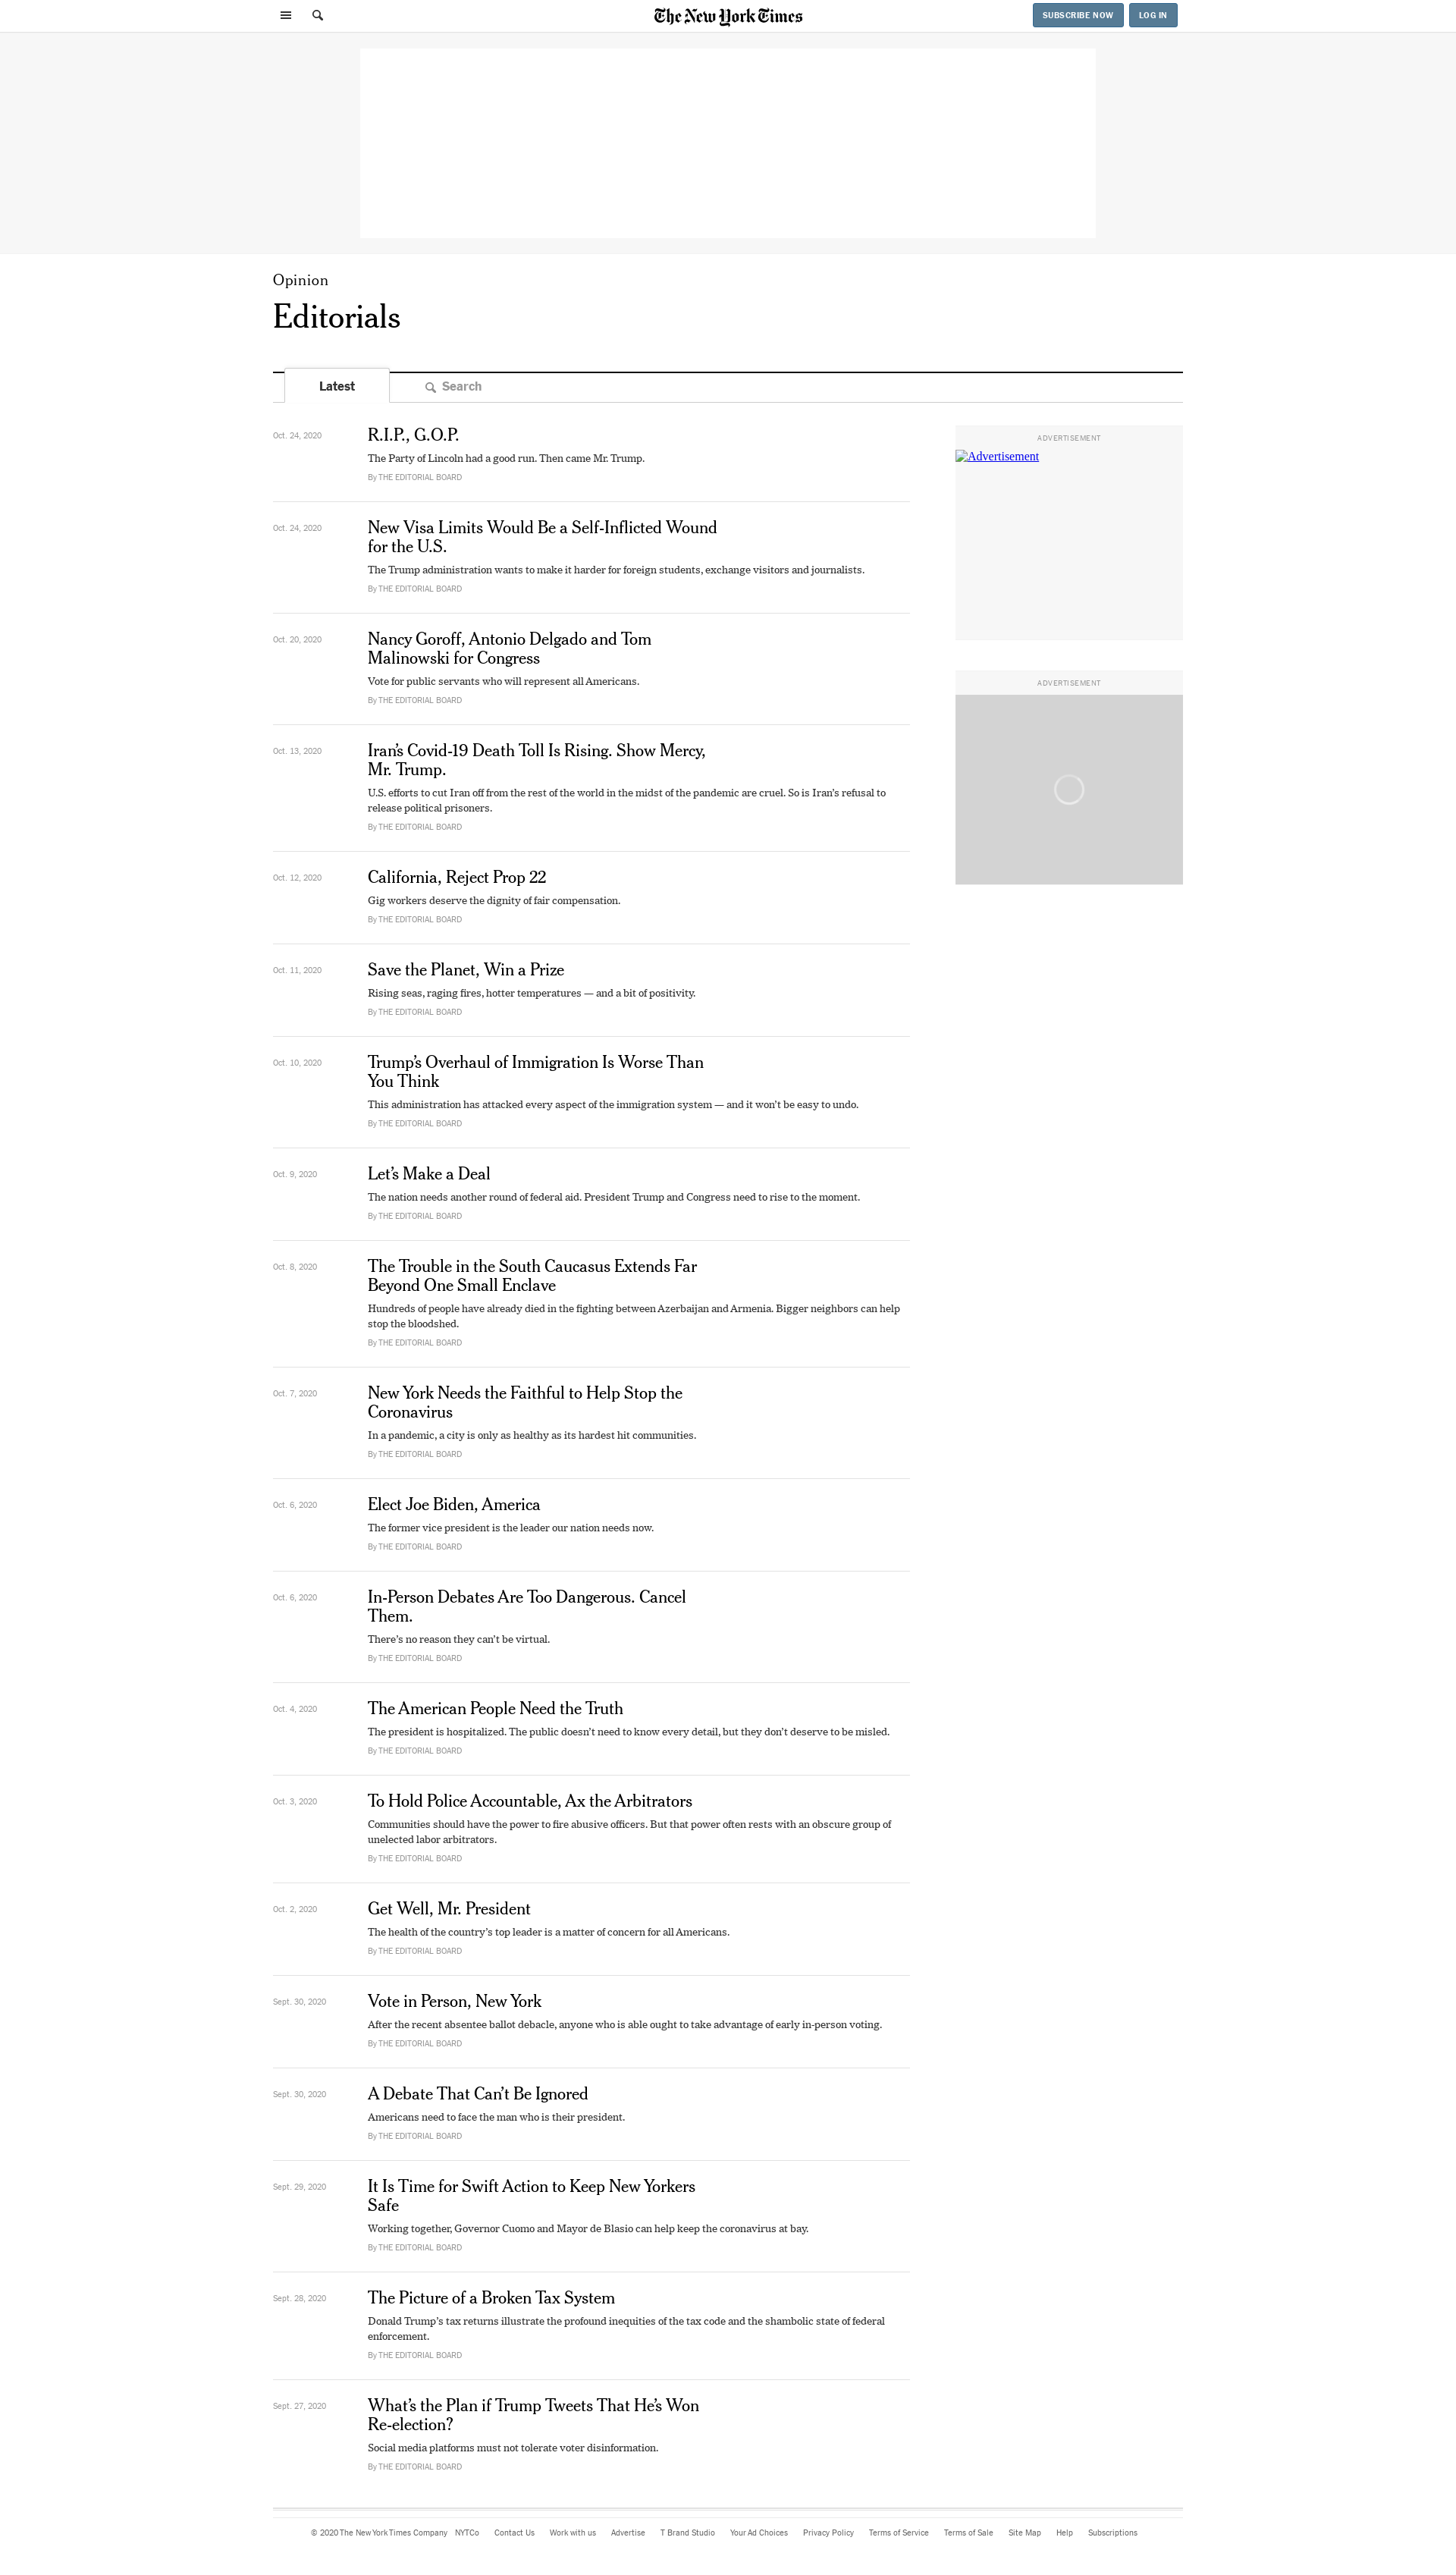 The New York Times
SUBSCRIBE NOW
LOG IN
Opinion
Editorials
Latest
Search
Oct. 24, 2020
R.I.P., G.O.P.
The Party of Lincoln had a good run. Then came Mr. Trump.
By THE EDITORIAL BOARD
ADVERTISEMENT
Advertisement
Oct. 24, 2020
New Visa Limits Would Be a Self-Inflicted Wound
for the U.S.
The Trump administration wants to make it harder for foreign students, exchange visitors and journalists.
By THE EDITORIAL BOARD
Oct. 20, 2020
Nancy Goroff, Antonio Delgado and Tom
Malinowski for Congress
Vote for public servants who will represent all Americans.
By THE EDITORIAL BOARD
ADVERTISEMENT
Oct. 13, 2020
Iran’s Covid-19 Death Toll Is Rising. Show Mercy,
Mr. Trump.
U.S. efforts to cut Iran off from the rest of the world in the midst of the pandemic are cruel. So is Iran’s refusal to
release political prisoners.
By THE EDITORIAL BOARD
Oct. 12, 2020
California, Reject Prop 22
Gig workers deserve the dignity of fair compensation.
By THE EDITORIAL BOARD
Oct. 11, 2020
Save the Planet, Win a Prize
Rising seas, raging fires, hotter temperatures — and a bit of positivity.
By THE EDITORIAL BOARD
Oct. 10, 2020
Trump’s Overhaul of Immigration Is Worse Than
You Think
This administration has attacked every aspect of the immigration system — and it won’t be easy to undo.
By THE EDITORIAL BOARD
Oct. 9, 2020
Let’s Make a Deal
The nation needs another round of federal aid. President Trump and Congress need to rise to the moment.
By THE EDITORIAL BOARD
Oct. 8, 2020
The Trouble in the South Caucasus Extends Far
Beyond One Small Enclave
Hundreds of people have already died in the fighting between Azerbaijan and Armenia. Bigger neighbors can help
stop the bloodshed.
By THE EDITORIAL BOARD
Oct. 7, 2020
New York Needs the Faithful to Help Stop the
Coronavirus
In a pandemic, a city is only as healthy as its hardest hit communities.
By THE EDITORIAL BOARD
Oct. 6, 2020
Elect Joe Biden, America
The former vice president is the leader our nation needs now.
By THE EDITORIAL BOARD
Oct. 6, 2020
In-Person Debates Are Too Dangerous. Cancel
Them.
There’s no reason they can’t be virtual.
By THE EDITORIAL BOARD
Oct. 4, 2020
The American People Need the Truth
The president is hospitalized. The public doesn’t need to know every detail, but they don’t deserve to be misled.
By THE EDITORIAL BOARD
Oct. 3, 2020
To Hold Police Accountable, Ax the Arbitrators
Communities should have the power to fire abusive officers. But that power often rests with an obscure group of
unelected labor arbitrators.
By THE EDITORIAL BOARD
Oct. 2, 2020
Get Well, Mr. President
The health of the country’s top leader is a matter of concern for all Americans.
By THE EDITORIAL BOARD
Sept. 30, 2020
Vote in Person, New York
After the recent absentee ballot debacle, anyone who is able ought to take advantage of early in-person voting.
By THE EDITORIAL BOARD
Sept. 30, 2020
A Debate That Can’t Be Ignored
Americans need to face the man who is their president.
By THE EDITORIAL BOARD
Sept. 29, 2020
It Is Time for Swift Action to Keep New Yorkers
Safe
Working together, Governor Cuomo and Mayor de Blasio can help keep the coronavirus at bay.
By THE EDITORIAL BOARD
Sept. 28, 2020
The Picture of a Broken Tax System
Donald Trump’s tax returns illustrate the profound inequities of the tax code and the shambolic state of federal
enforcement.
By THE EDITORIAL BOARD
Sept. 27, 2020
What’s the Plan if Trump Tweets That He’s Won
Re-election?
Social media platforms must not tolerate voter disinformation.
By THE EDITORIAL BOARD
© 2020 The New York Times Company NYTCo Contact Us Work with us Advertise T Brand Studio Your Ad Choices Privacy Policy Terms of Service Terms of Sale Site Map Help Subscriptions